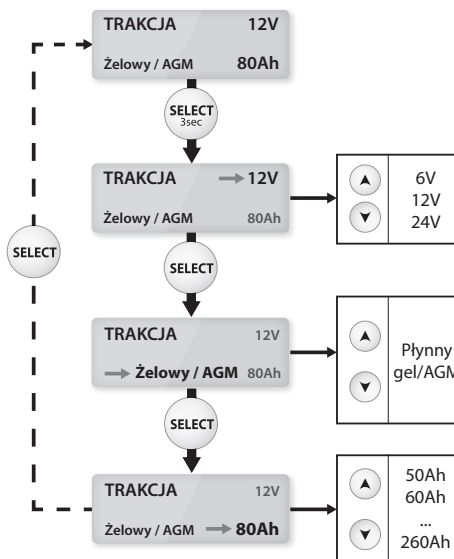 TRAKCJA 12V
Żelowy / AGM 80Ah
SELECT
3sec
TRAKCJA 12V
Żelowy / AGM 80Ah
6V
12V
24V
SELECT
SELECT
TRAKCJA 12V
Żelowy / AGM 80Ah
Płynny
gel/AGM
SELECT
TRAKCJA 12V
Żelowy / AGM 80Ah
50Ah
60Ah
...
260Ah